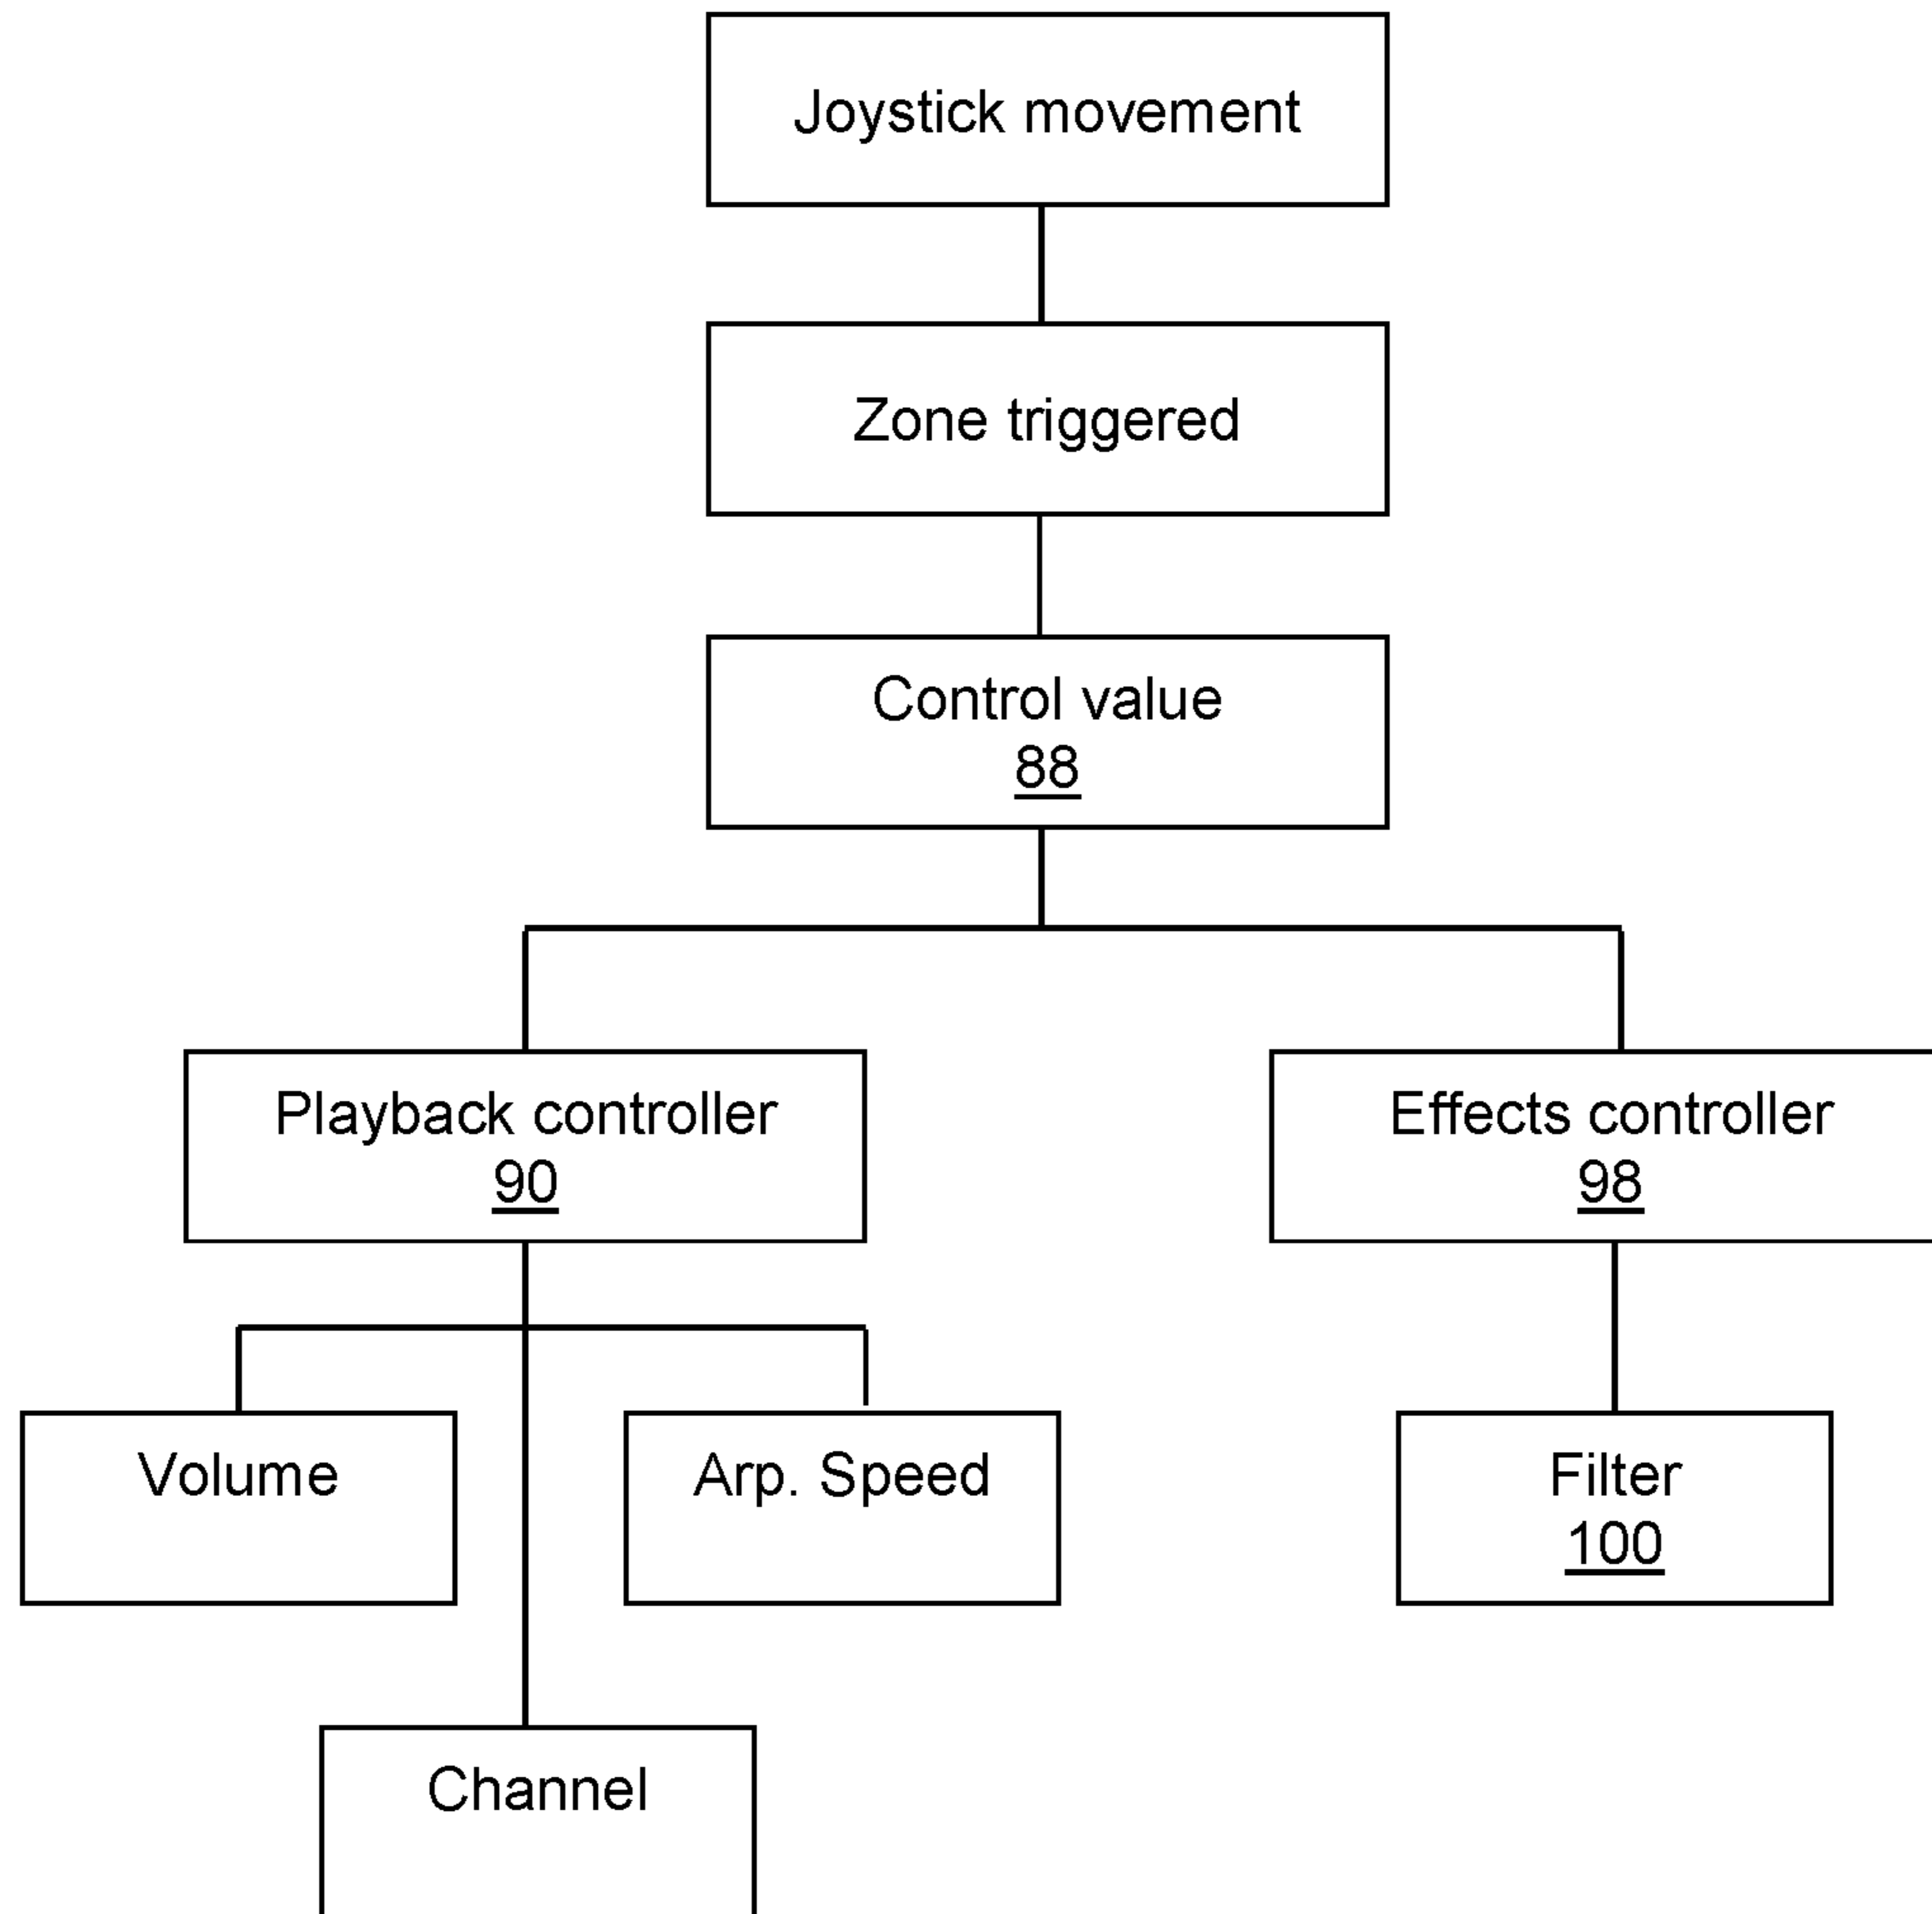 Joystick movement
Zone triggered
Control value
88
Playback controller
90
Effects controller
98
Volume
Arp. Speed
Filter
100
Channel